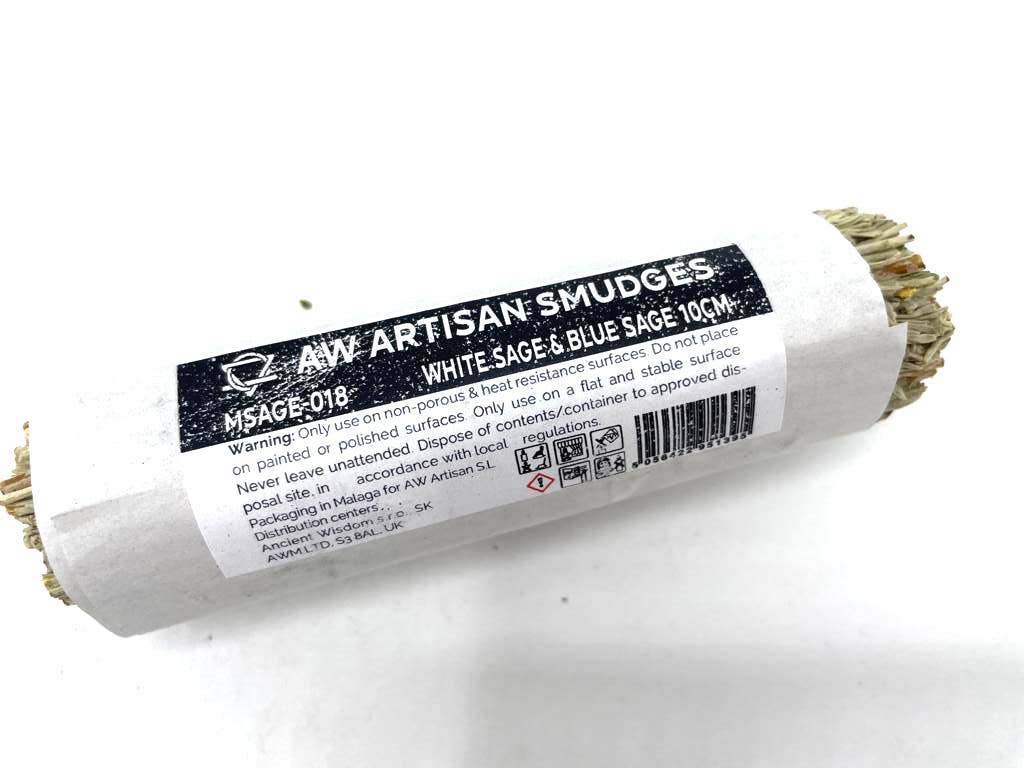 AW ARTISAN SMUDGES
MSAGE-018 WHITE SAGE & BLUE SAGE 10CM
Warning: Only use on non-porous & heat resistance surfaces. Do not place
on painted or polished surfaces. Only use on a flat and stable surface
Never leave unattended. Dispose of contents/container to approved dis-
posal site, in accordance with local regulations.
Packaging in Malaga for AW Artisan S.L
Distribution centers...
Ancient Wisdom s.r.o., SK
AWM LTD, S3 8AL, UK
5 056422 951395